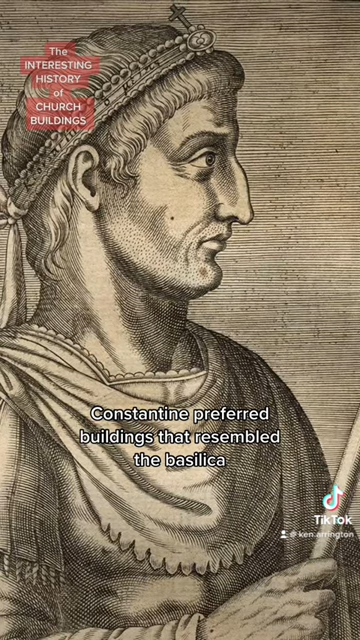 The
INTERESTING
HISTORY
of
CHURCH
BUILDINGS
Constantine preferred
buildings that resembled
the basilica
TikTok
ken.arrington